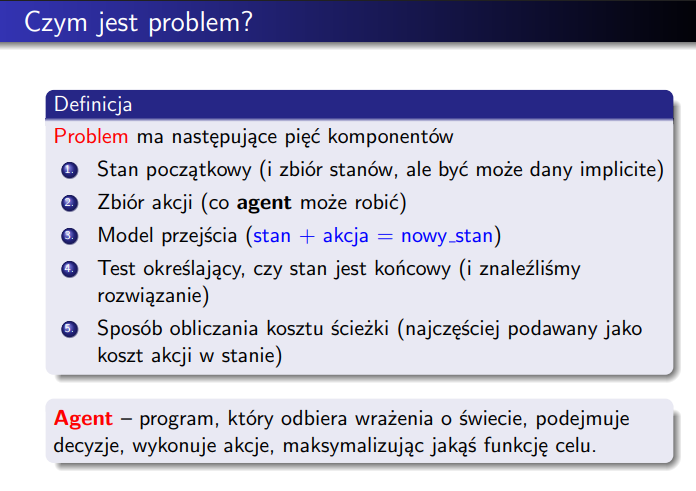 Czym jest problem?
Definicja
Problem ma następujące pięć komponentów
1. Stan początkowy (i zbiór stanów, ale być może dany implicite)
2. Zbiór akcji (co agent może robić)
3. Model przejścia (stan + akcja = nowy_stan)
4. Test określający, czy stan jest końcowy (i znaleźliśmy
rozwiązanie)
5. Sposób obliczania kosztu ścieżki (najczęściej podawany jako
koszt akcji w stanie)
Agent – program, który odbiera wrażenia o świecie, podejmuje
decyzje, wykonuje akcje, maksymalizując jakąś funkcję celu.